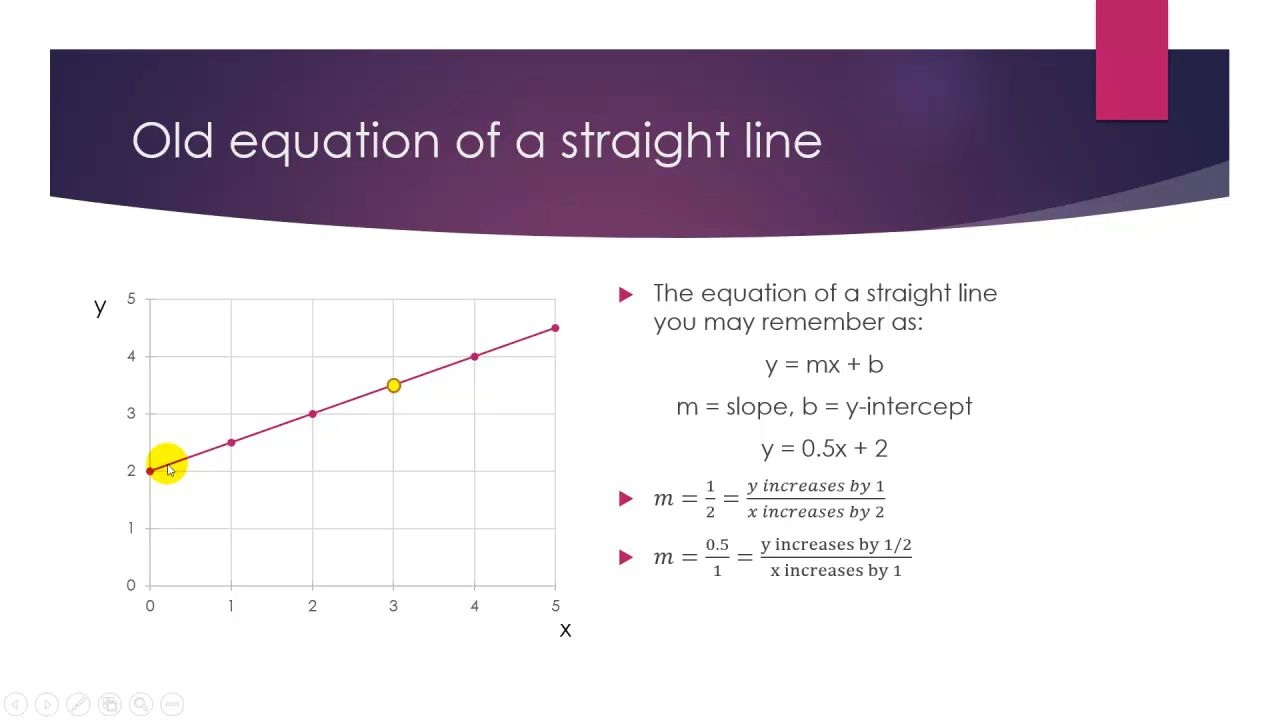 Old equation of a straight line
y
5
4
3
2
1
0
0 1 2 3 4 5
x
The equation of a straight line
you may remember as:
y = mx + b
m = slope, b = y-intercept
y = 0.5x + 2
m = 1/2 = y increases by 1 / x increases by 2
m = 0.5/1 = y increases by 1/2 / x increases by 1